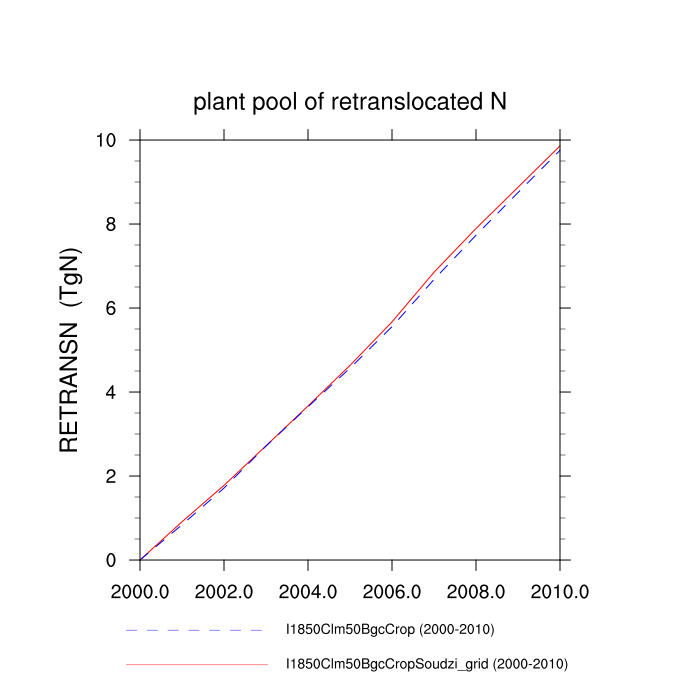 plant pool of retranslocated N
RETRANSN (TgN)
10
8
6
4
2
0
2000.0 2002.0 2004.0 2006.0 2008.0 2010.0
I1850Clm50BgcCrop (2000-2010)
I1850Clm50BgcCropSoudzi_grid (2000-2010)